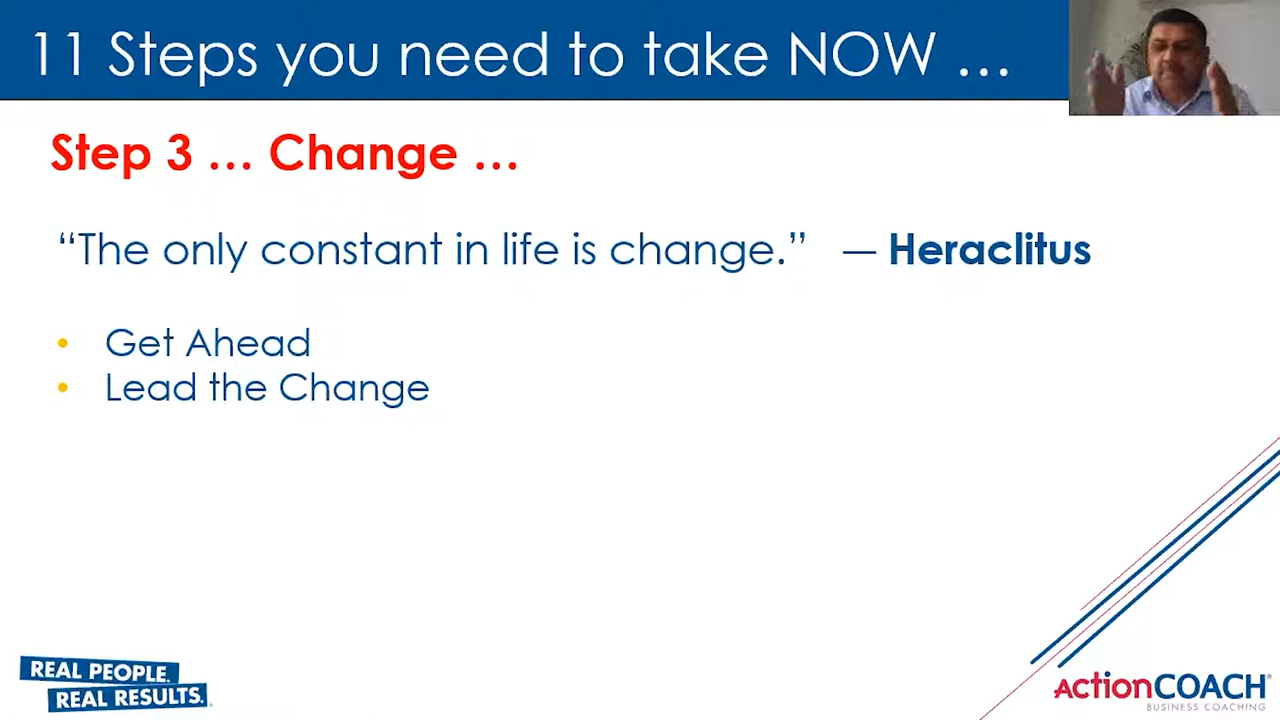 11 Steps you need to take NOW …
Step 3 … Change …
“The only constant in life is change.” — Heraclitus
• Get Ahead
• Lead the Change
REAL PEOPLE.
REAL RESULTS.
ActionCOACH®
BUSINESS COACHING